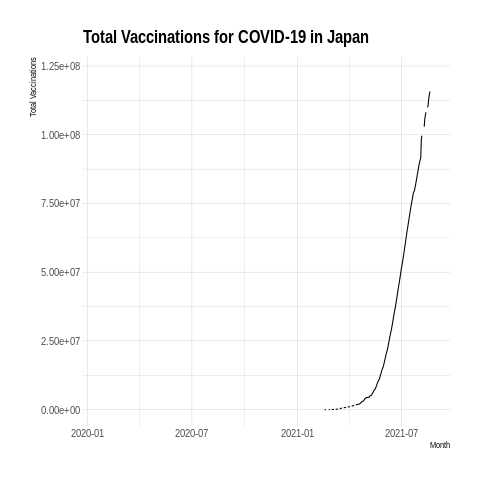 Total Vaccinations for COVID-19 in Japan
Total Vaccinations
1.25e+08
1.00e+08
7.50e+07
5.00e+07
2.50e+07
0.00e+00
2020-01 2020-07 2021-01 2021-07
Month